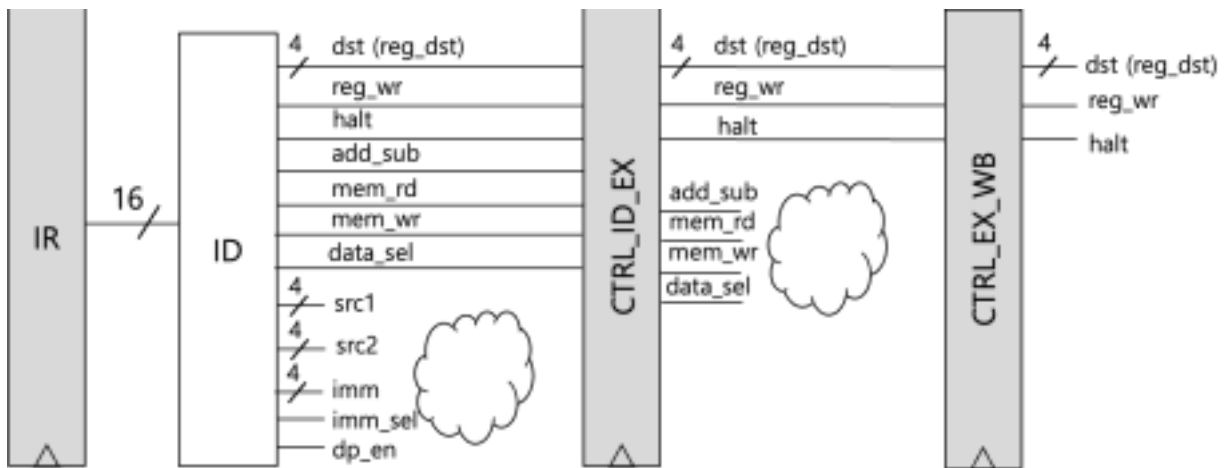 IR
16
ID
4
dst (reg_dst)
reg_wr
halt
add_sub
mem_rd
mem_wr
data_sel
4
src1
4
src2
4
imm
imm_sel
dp_en
CTRL_ID_EX
4
dst (reg_dst)
reg_wr
halt
add_sub
mem_rd
mem_wr
data_sel
CTRL_EX_WB
4
dst (reg_dst)
reg_wr
halt